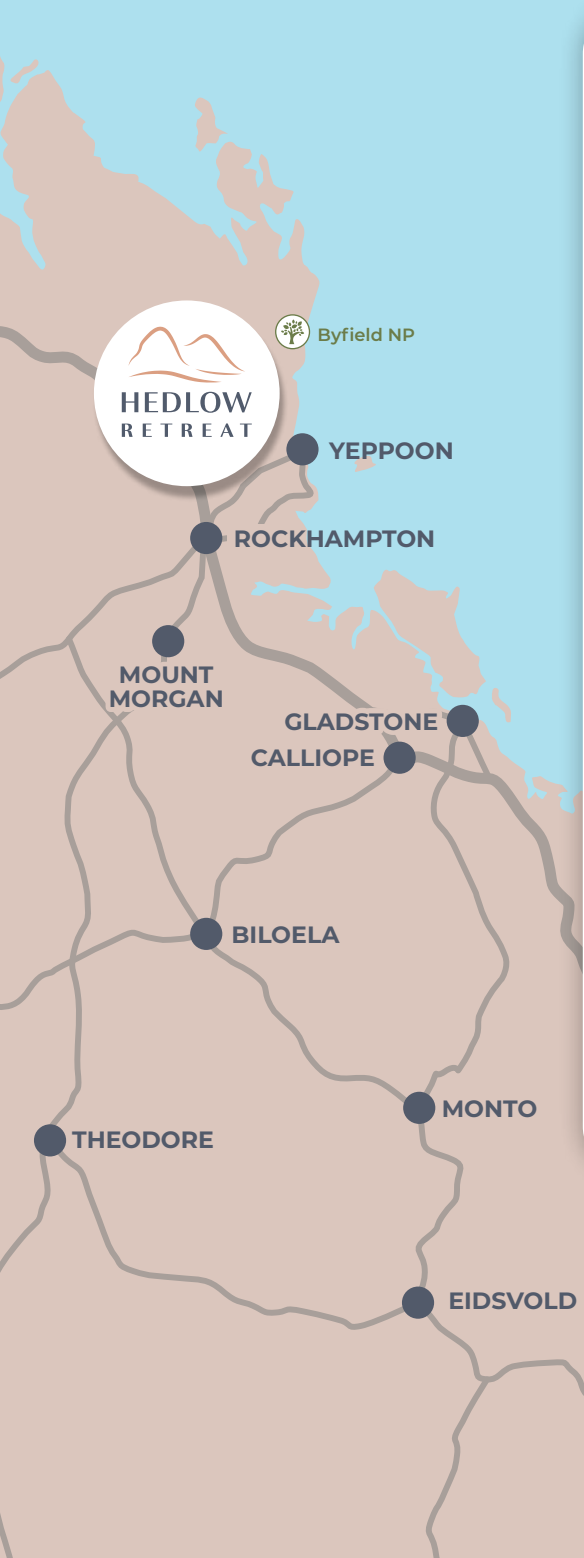 Byfield NP
HEDLOW
RETREAT
YEPPOON
ROCKHAMPTON
MOUNT
MORGAN
GLADSTONE
CALLIOPE
BILOELA
MONTO
THEODORE
EIDSVOLD